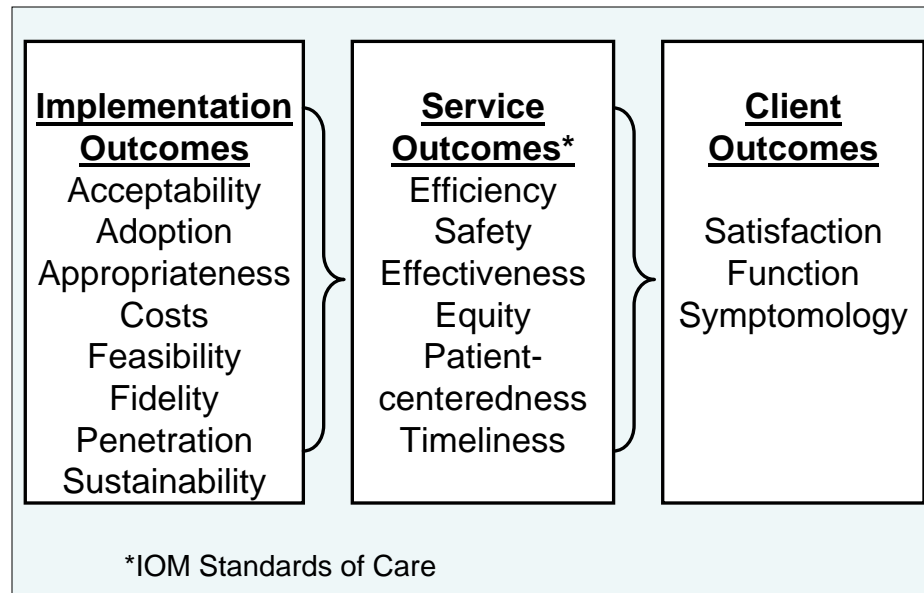 Implementation
Outcomes
Acceptability
Adoption
Appropriateness
Costs
Feasibility
Fidelity
Penetration
Sustainability
Service
Outcomes*
Efficiency
Safety
Effectiveness
Equity
Patient-
centeredness
Timeliness
Client
Outcomes
Satisfaction
Function
Symptomology
*IOM Standards of Care